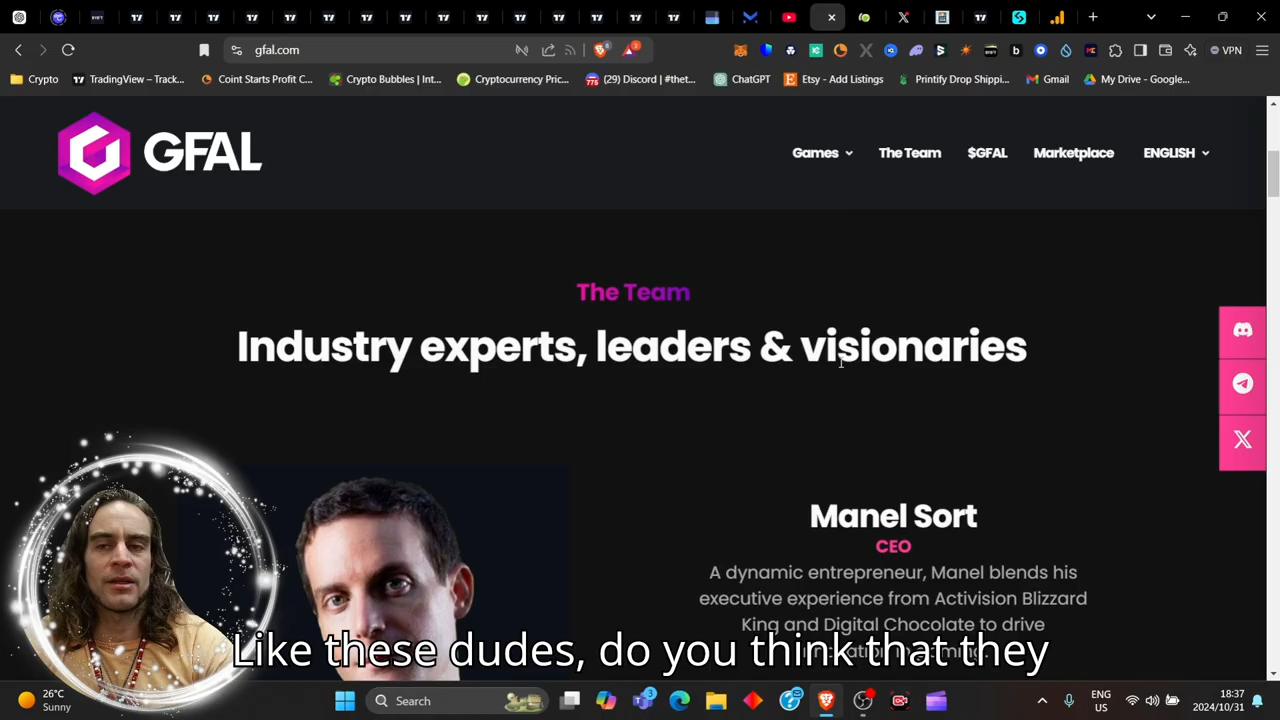 gfal.com
8
3
VPN
Crypto
TradingView – Track...
Coint Starts Profit C...
Crypto Bubbles | Int...
Cryptocurrency Pric...
(29) Discord | #thet...
ChatGPT
Etsy - Add Listings
Printify Drop Shippi...
Gmail
My Drive - Google...
GFAL
Games
The Team
$GFAL
Marketplace
ENGLISH
The Team
Industry experts, leaders & visionaries
Manel Sort
CEO
A dynamic entrepreneur, Manel blends his
executive experience from Activision Blizzard
King and Digital Chocolate to drive
Like these dudes, do you think that they
26°C
Sunny
Search
3
ENG
US
18:37
2024/10/31